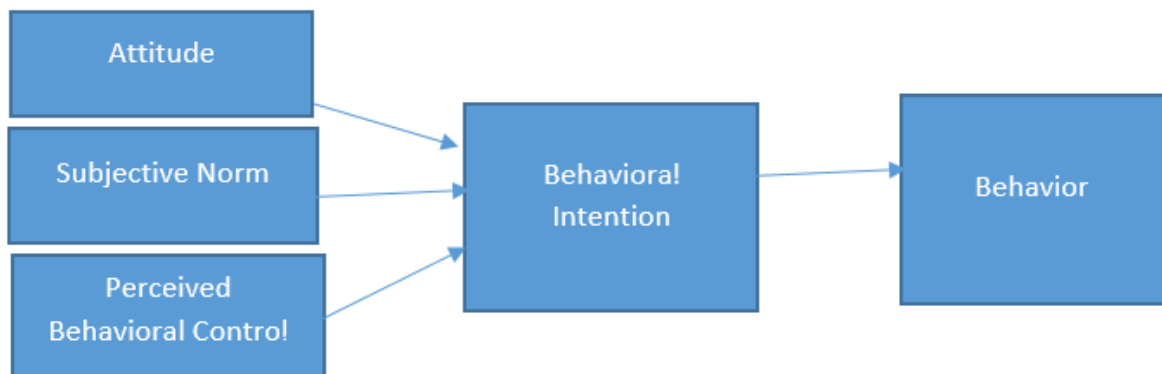 Attitude
Subjective Norm
Perceived
Behavioral Contro!
Behaviora!
Intention
Behavior